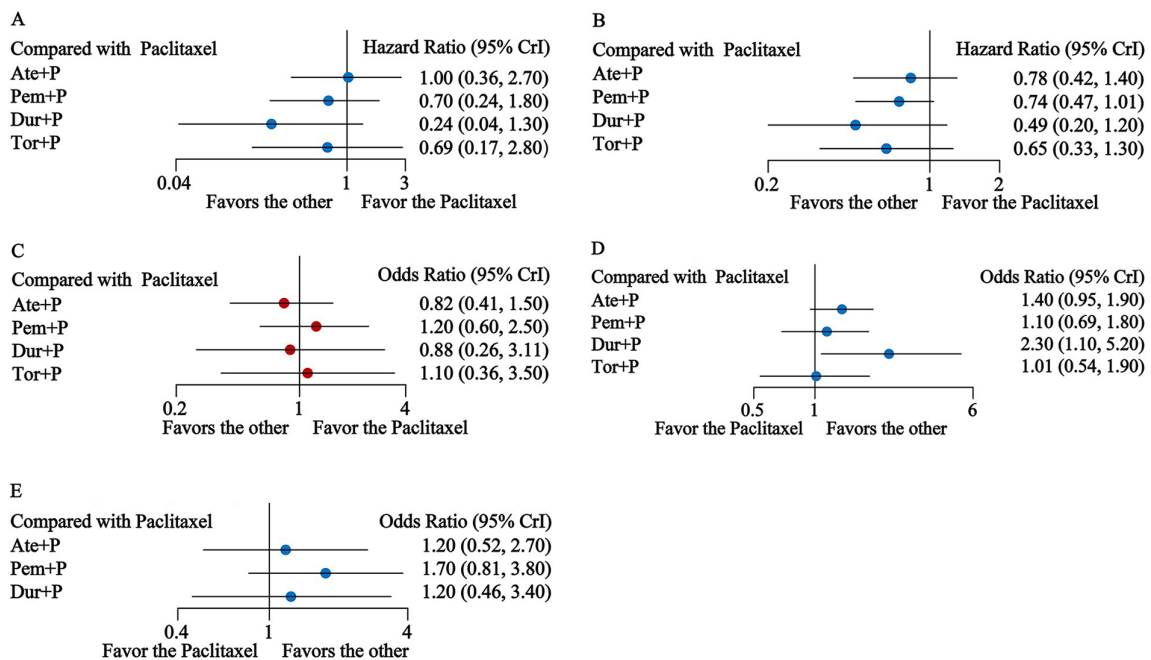 A
Compared with Paclitaxel Hazard Ratio (95% CrI)
Ate+P 1.00 (0.36, 2.70)
Pem+P 0.70 (0.24, 1.80)
Dur+P 0.24 (0.04, 1.30)
Tor+P 0.69 (0.17, 2.80)
0.04 1 3
Favors the other Favor the Paclitaxel
B
Compared with Paclitaxel Hazard Ratio (95% CrI)
Ate+P 0.78 (0.42, 1.40)
Pem+P 0.74 (0.47, 1.01)
Dur+P 0.49 (0.20, 1.20)
Tor+P 0.65 (0.33, 1.30)
0.2 1 2
Favors the other Favor the Paclitaxel
C
Compared with Paclitaxel Odds Ratio (95% CrI)
Ate+P 0.82 (0.41, 1.50)
Pem+P 1.20 (0.60, 2.50)
Dur+P 0.88 (0.26, 3.11)
Tor+P 1.10 (0.36, 3.50)
0.2 1 4
Favors the other Favor the Paclitaxel
D
Compared with Paclitaxel Odds Ratio (95% CrI)
Ate+P 1.40 (0.95, 1.90)
Pem+P 1.10 (0.69, 1.80)
Dur+P 2.30 (1.10, 5.20)
Tor+P 1.01 (0.54, 1.90)
0.5 1 6
Favor the Paclitaxel Favors the other
E
Compared with Paclitaxel Odds Ratio (95% CrI)
Ate+P 1.20 (0.52, 2.70)
Pem+P 1.70 (0.81, 3.80)
Dur+P 1.20 (0.46, 3.40)
0.4 1 4
Favor the Paclitaxel Favors the other